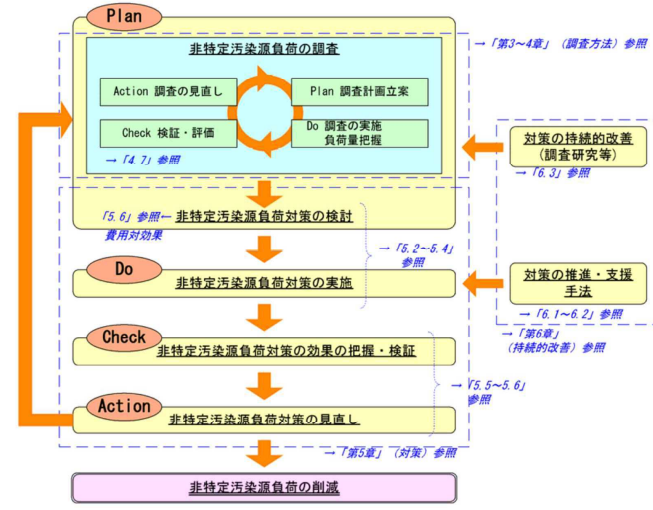 Plan
非特定汚染源負荷の調査
→「第3～4章」(調査方法)参照
Action 調査の見直し
Plan 調査計画立案
Check 検証・評価
Do 調査の実施
負荷量把握
→「4.7」参照
対策の持続的改善
(調査研究等)
→「6.3」参照
「5.6」参照←
費用対効果
非特定汚染源負荷対策の検討
→「5.2～5.4」
参照
Do
非特定汚染源負荷対策の実施
対策の推進・支援
手法
→「6.1～6.2」参照
→「第6章」
(持続的改善)参照
Check
非特定汚染源負荷対策の効果の把握・検証
→「5.5～5.6」
参照
Action
非特定汚染源負荷対策の見直し
→「第5章」(対策)参照
非特定汚染源負荷の削減